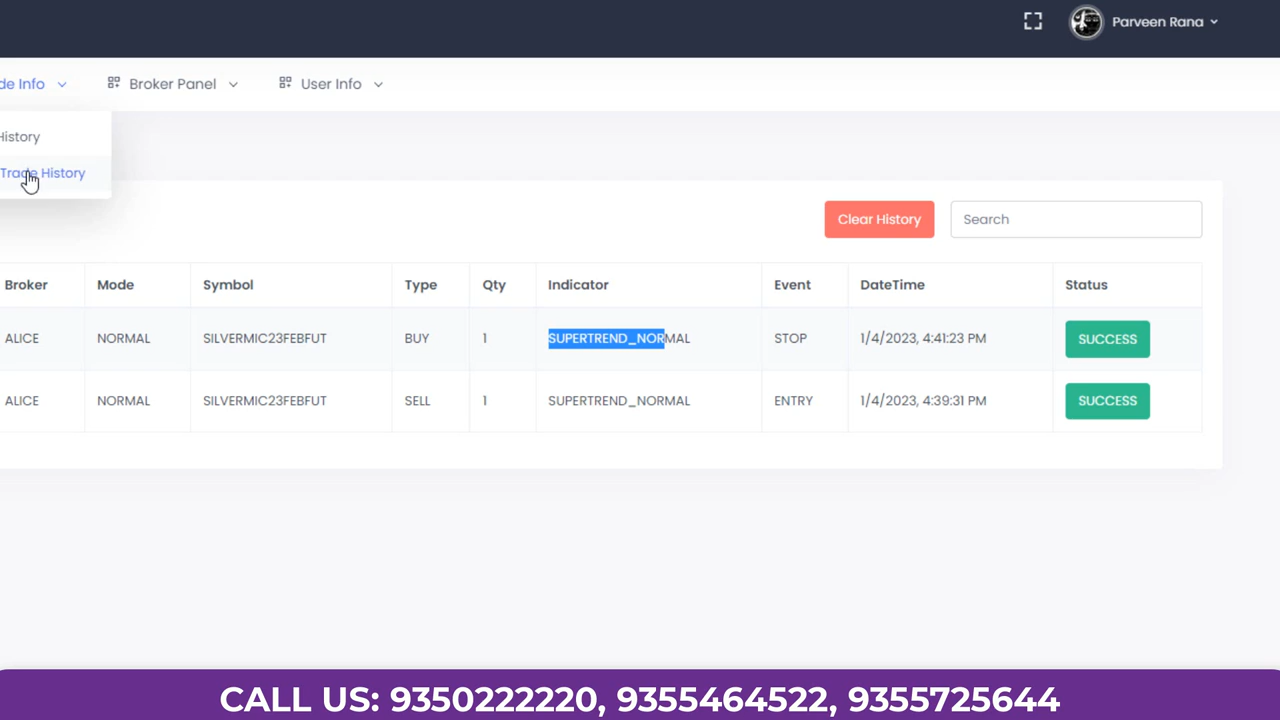 Parveen Rana
de Info Broker Panel User Info
History
Trade History
Clear History Search
Broker Mode Symbol Type Qty Indicator Event DateTime Status
ALICE NORMAL SILVERMIC23FEBFUT BUY 1 SUPERTREND_NORMAL STOP 1/4/2023, 4:41:23 PM SUCCESS
ALICE NORMAL SILVERMIC23FEBFUT SELL 1 SUPERTREND_NORMAL ENTRY 1/4/2023, 4:39:31 PM SUCCESS
CALL US: 9350222220, 9355464522, 9355725644